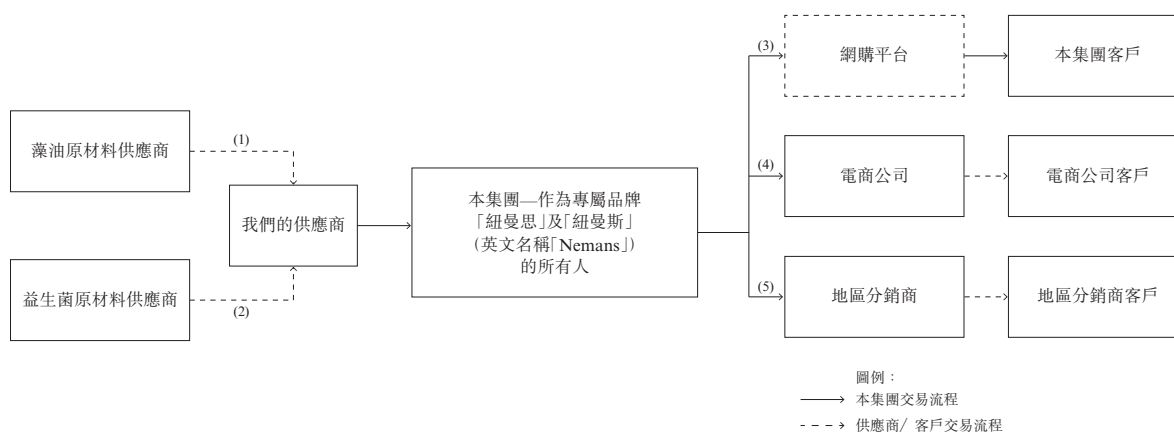 藻油原材料供應商
(1)
益生菌原材料供應商
(2)
我們的供應商
本集團—作為專屬品牌
「紐曼思」及「紐曼斯」
(英文名稱「Nemans」)
的所有人
(3)
網購平台
本集團客戶
(4)
電商公司
電商公司客戶
(5)
地區分銷商
地區分銷商客戶
圖例：
本集團交易流程
供應商/ 客戶交易流程